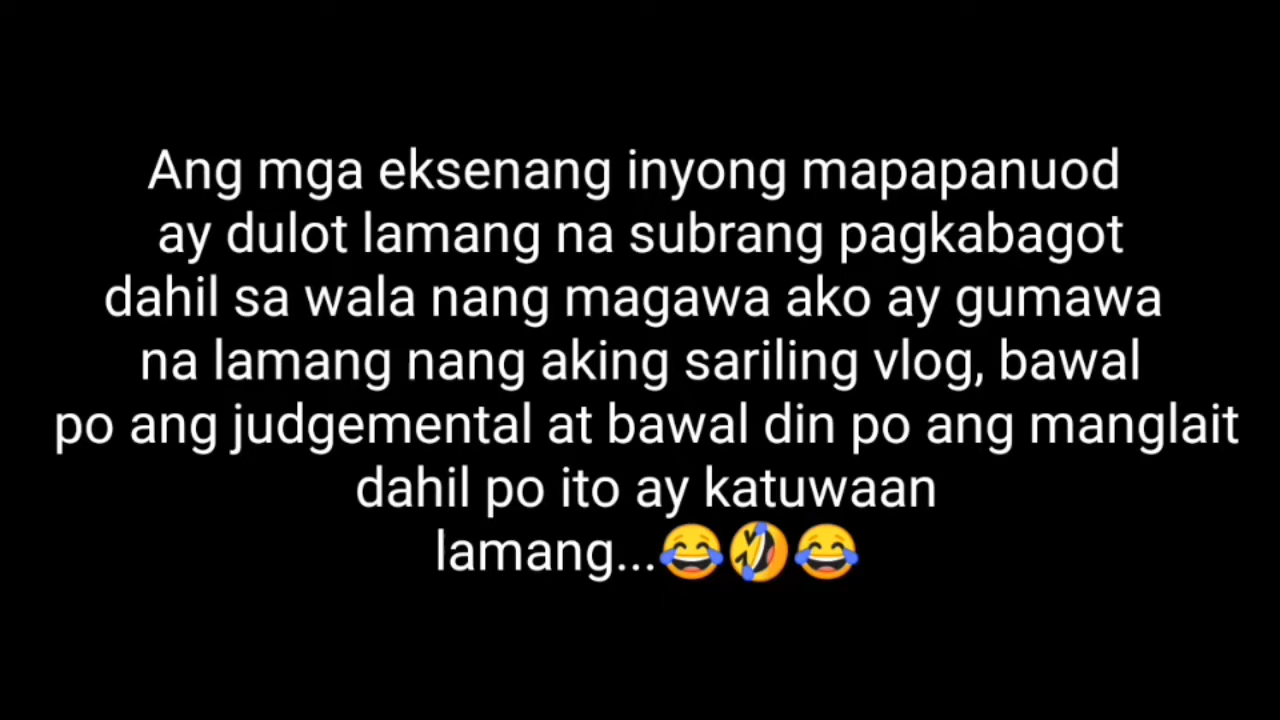 Ang mga eksenang inyong mapapanuod
ay dulot lamang na subrang pagkabagot
dahil sa wala nang magawa ako ay gumawa
na lamang nang aking sariling vlog, bawal
po ang judgemental at bawal din po ang manglait
dahil po ito ay katuwaan
lamang...😂🤣😂